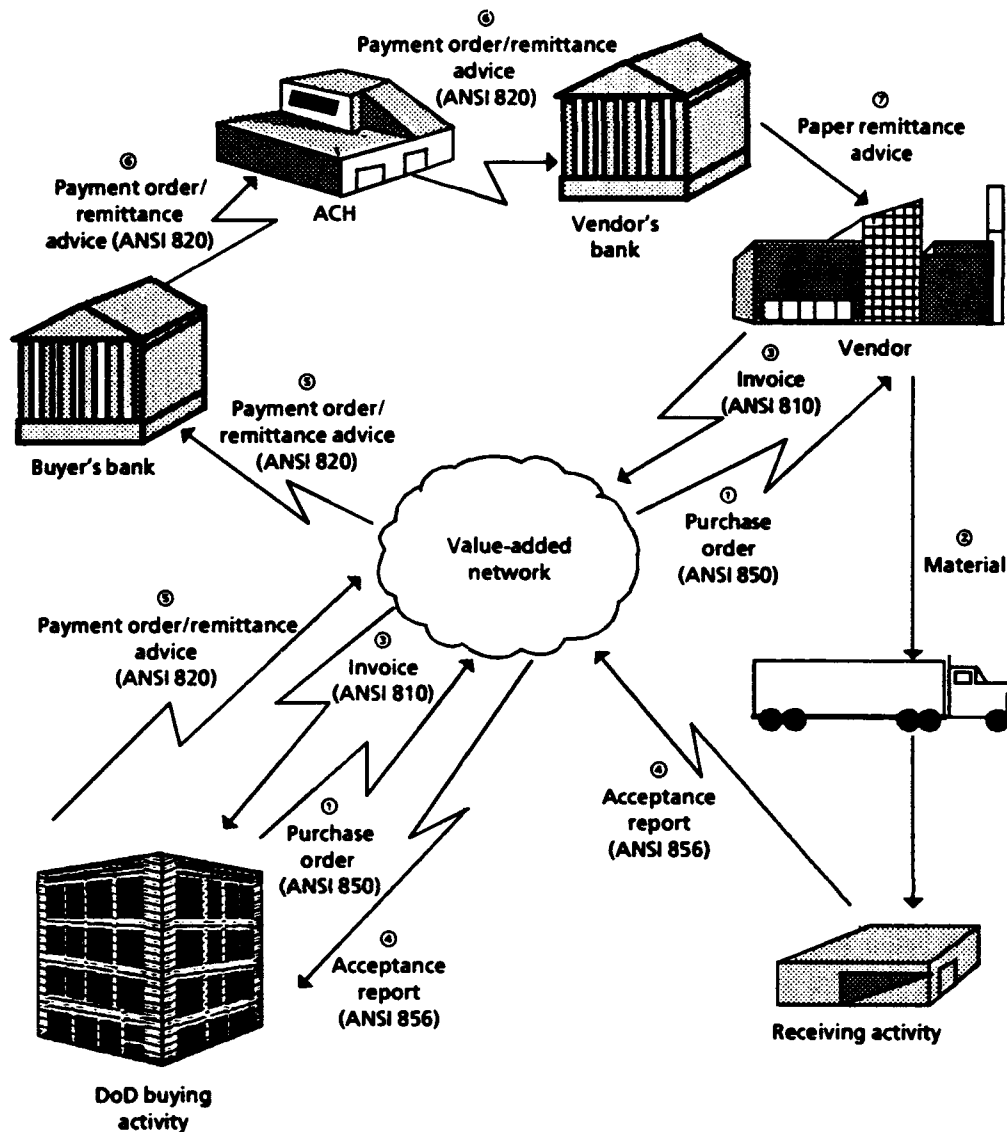 ⑥
Payment order/remittance
advice
(ANSI 820)
⑦
Paper remittance
advice
⑥
Payment order/
remittance
advice (ANSI 820)
ACH
Vendor's
bank
Vendor
③
Invoice
(ANSI 810)
⑤
Payment order/
remittance advice
(ANSI 820)
Buyer's bank
①
Purchase
order
(ANSI 850)
Value-added
network
②
Material
⑤
Payment order/remittance
advice
(ANSI 820)
③
Invoice
(ANSI 810)
④
Acceptance
report
(ANSI 856)
①
Purchase
order
(ANSI 850)
④
Acceptance
report
(ANSI 856)
Receiving activity
DoD buying
activity